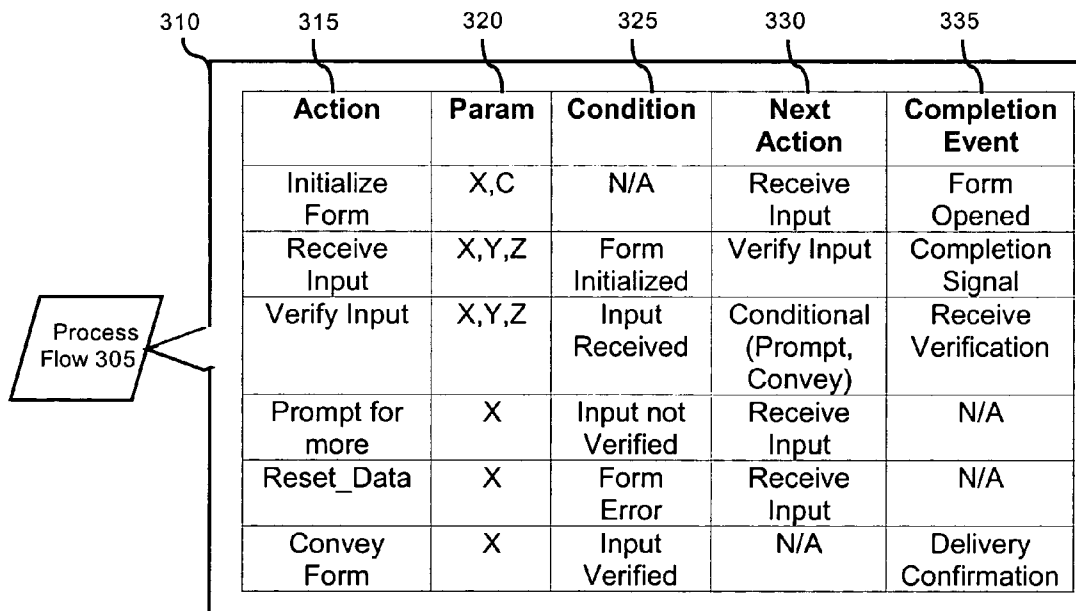 310 315 320 325 330 335
Action Param Condition Next Completion
Action Event
Initialize X,C N/A Receive Form
Form Input Opened
Receive X,Y,Z Form Verify Input Completion
Input Initialized Signal
Verify Input X,Y,Z Input Conditional Receive
Received (Prompt, Verification
Convey)
Process
Flow 305
Prompt for X Input not Receive N/A
more Verified Input
Reset_Data X Form Receive N/A
Error Input
Convey X Input N/A Delivery
Form Verified Confirmation